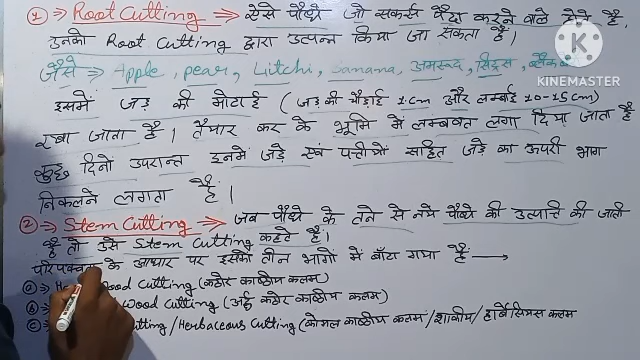 ① ⇒ Root Cutting → ऐसे पौधे जो सकर्स पैदा करने वाले होते है,
उनको Root Cutting द्वारा उत्पन्न किया जा सकता है।
जैसे ⇒ Apple, pear, Litchi, banana, अमरूद, सिट्रस,
इसमें जड़ की मोटाई (जड़ की चौड़ाई 1cm और लम्बाई 10-15cm)
रखा जाता है। तैयार कर के भूमि में लम्बवत लगा दिया जाता है
कुछ दिनों उपरान्त इनमें जड़े एवं पत्तीयों सहित जड़े का ऊपरी भाग
निकलने लगता है।
② ⇒ Stem Cutting → जब पौधे के तने से नये पौधे की उत्पत्ति की जाती
है तो उसे Stem Cutting कहते है।
के आधार पर इसको तीन भागों में बाँटा गया है →
ⓐ ⇒ wood Cutting (कठोर काष्ठीय कलम)
ⓑ wood Cutting (अर्द्ध कठोर काष्ठीय कलम)
ⓒ ⇒ Cutting / Herbaceous Cutting (कोमल काष्ठीय कलम / शाकीय / हार्बेसियस कलम
KINEMASTER